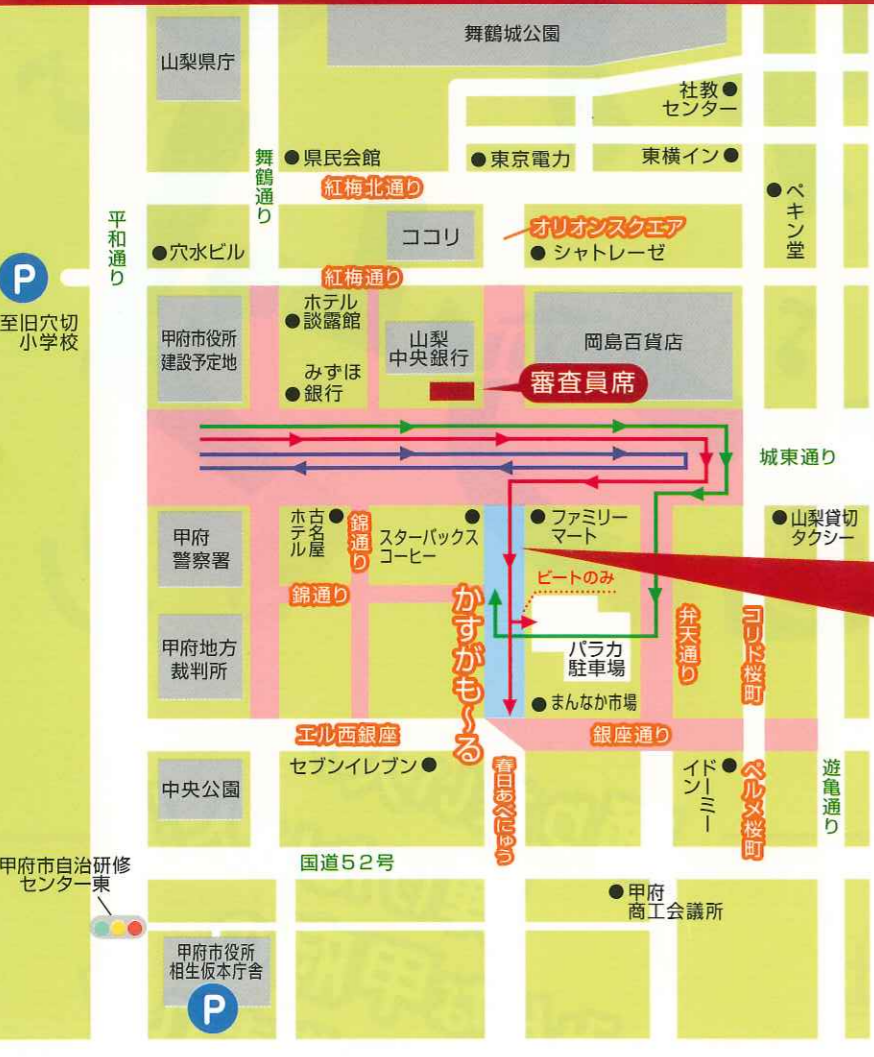 舞鶴城公園
山梨県庁
社教
センター
舞鶴通り
県民会館
東京電力
東横イン
紅梅北通り
ペキン堂
平和通り
オリオンスクエア
ココリ
穴水ビル
シャトレーゼ
P
紅梅通り
至旧穴切
小学校
ホテル
談露館
甲府市役所
建設予定地
山梨
中央銀行
岡島百貨店
みずほ
銀行
審査員席
城東通り
古名屋
ホテル
錦通り
スターバックス
コーヒー
ファミリー
マート
山梨貸切
タクシー
甲府
警察署
ビートのみ
錦通り
かすがも〜る
弁天通り
コリド桜町
甲府地方
裁判所
パラカ
駐車場
まんなか市場
エル西銀座
銀座通り
セブンイレブン
春日あべにゅう
ドーミー
イン
ベルメ桜町
遊亀通り
中央公園
国道52号
甲府市自治研修
センター東
甲府
商工会議所
甲府市役所
相生仮本庁舎
P